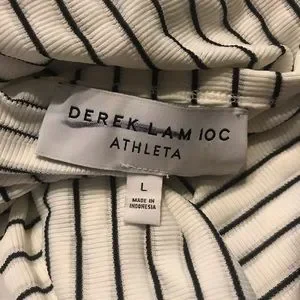 DEREK LAM 10C
ATHLETA
L
MADE IN
INDONESIA